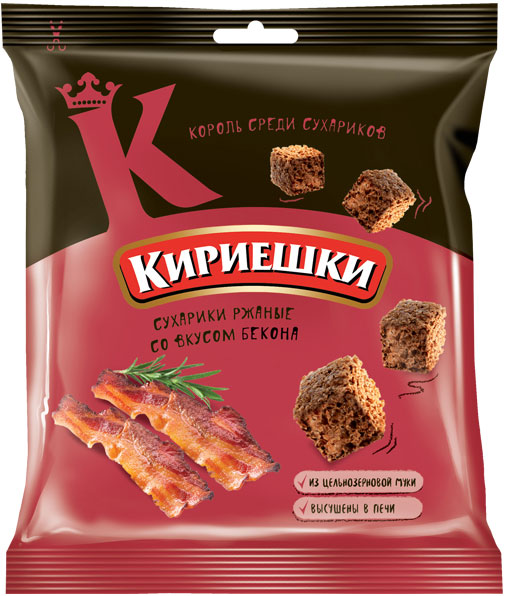 К
КОРОЛЬ СРЕДИ СУХАРИКОВ
КИРИЕШКИ
СУХАРИКИ РЖАНЫЕ
СО ВКУСОМ БЕКОНА
ИЗ ЦЕЛЬНОЗЕРНОВОЙ МУКИ
ВЫСУШЕНЫ В ПЕЧИ